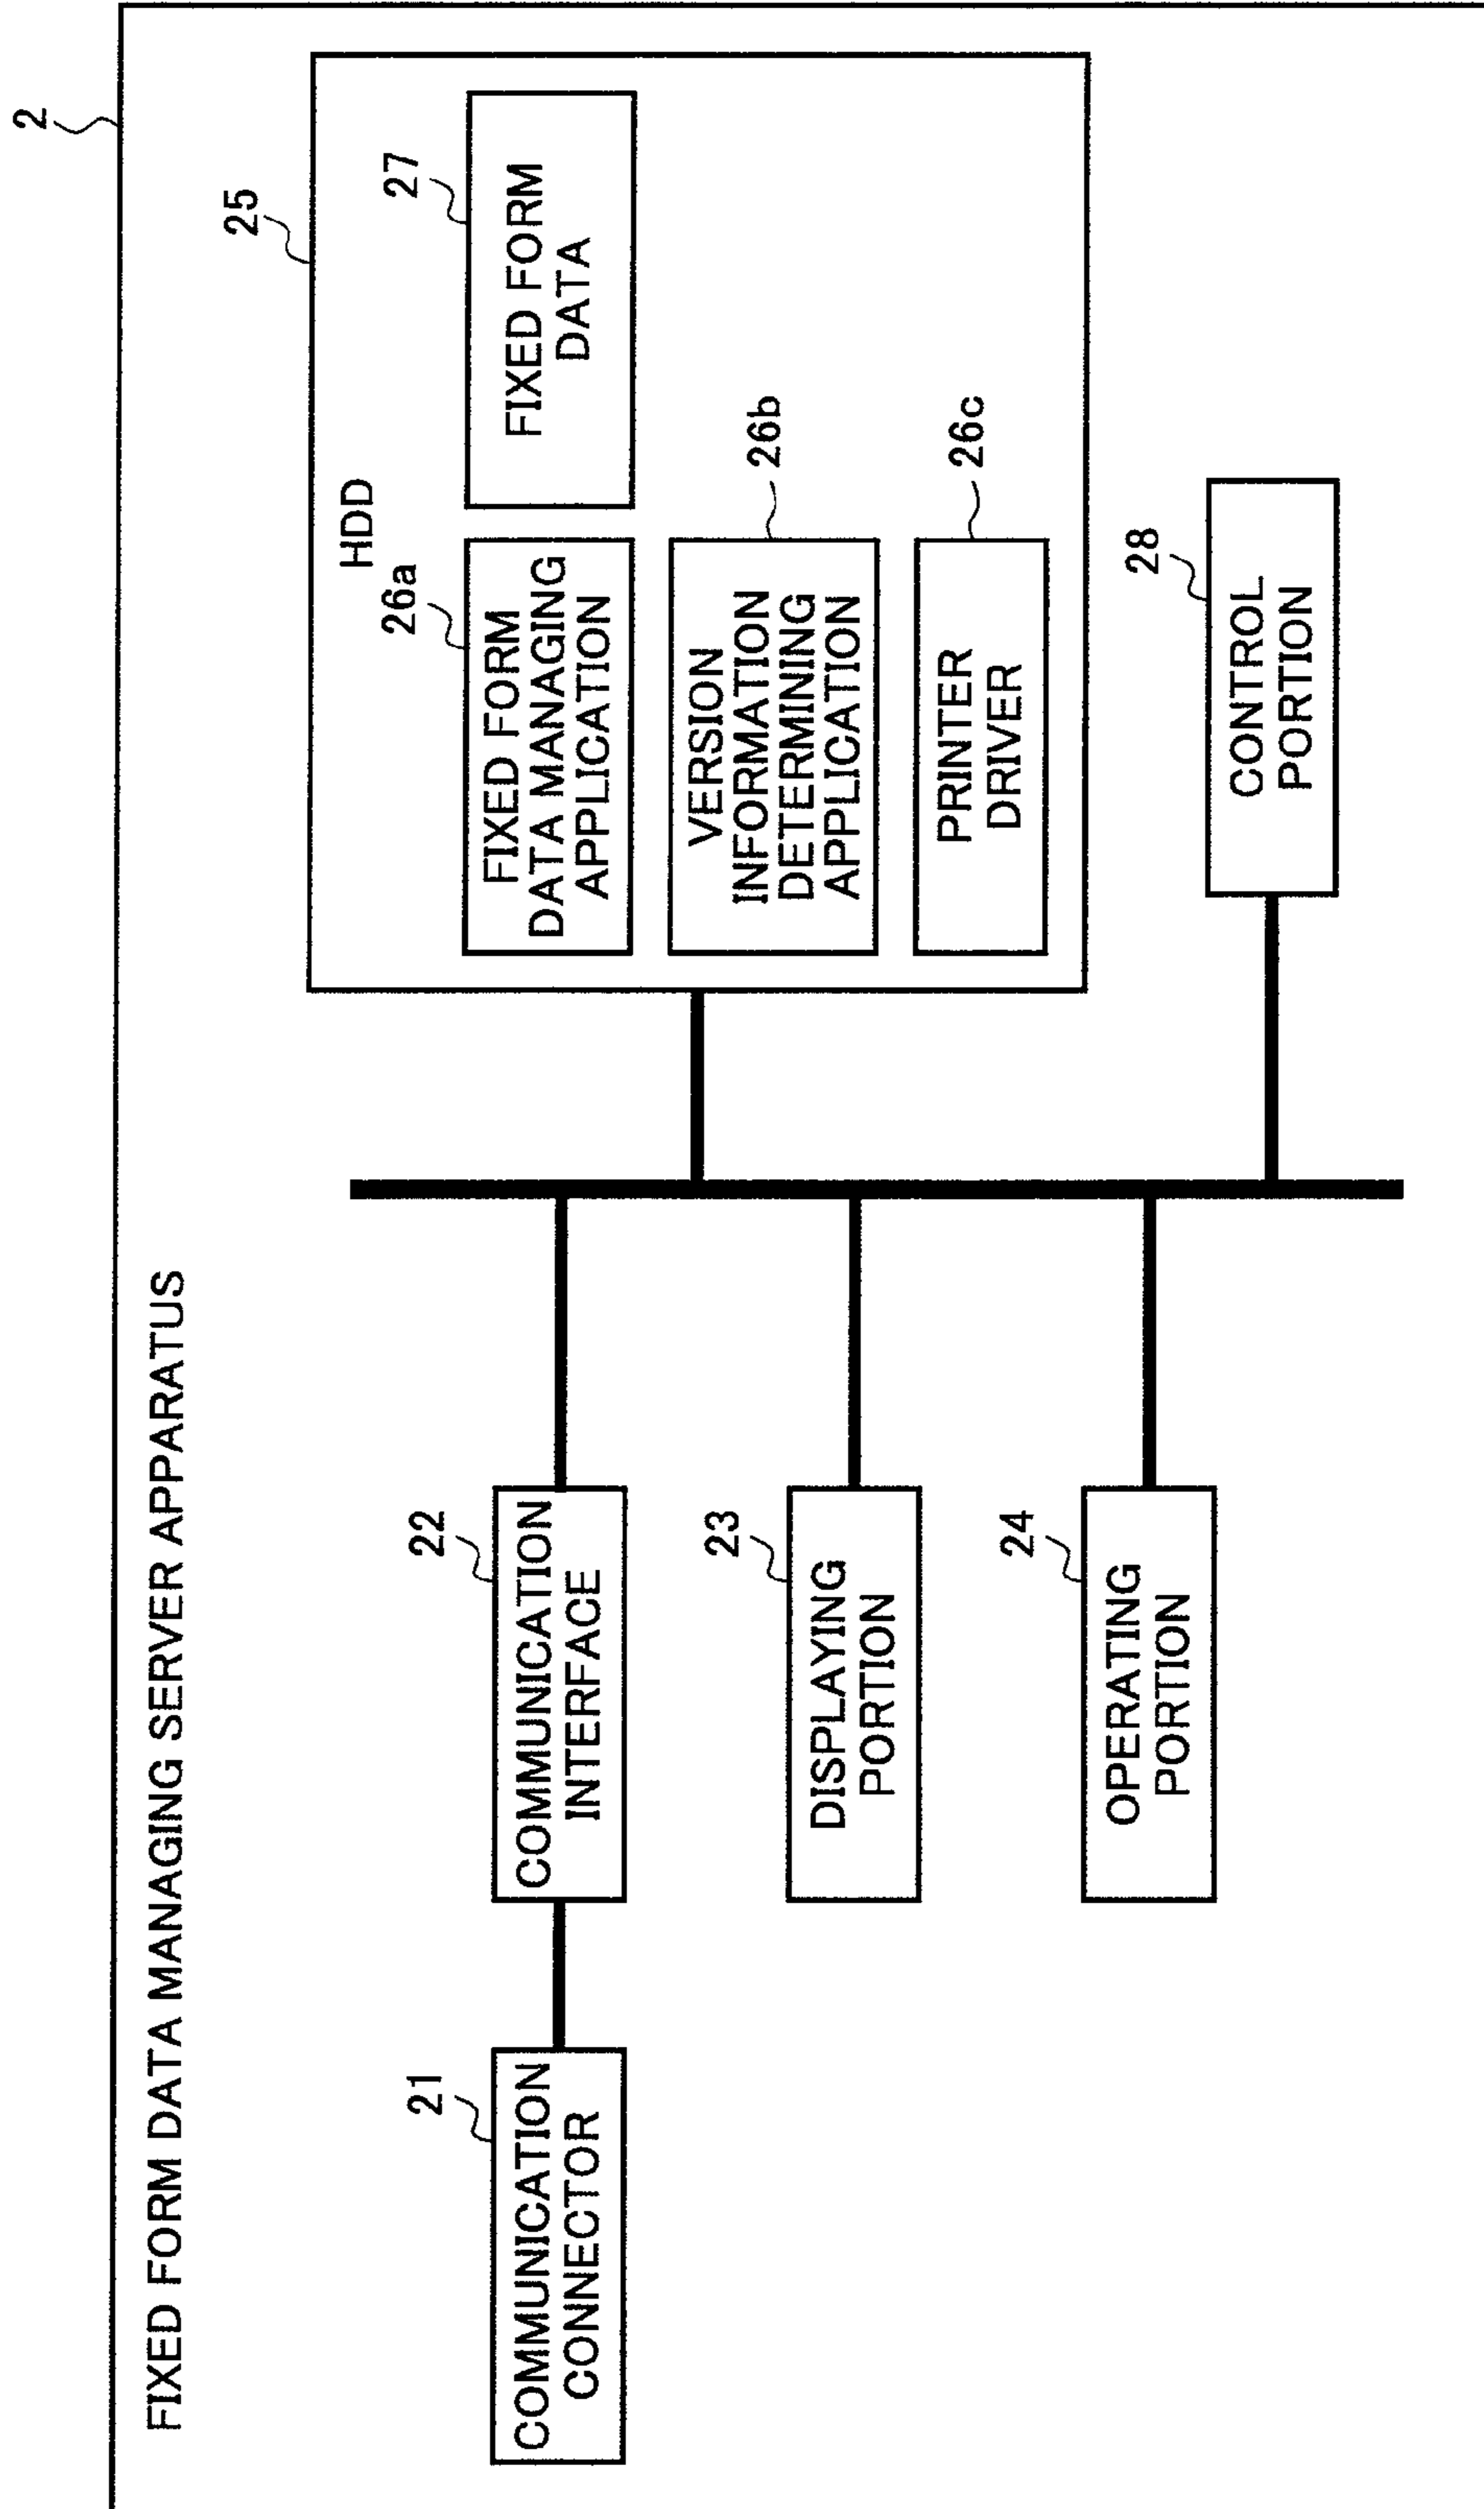 2
FIXED FORM DATA MANAGING SERVER APPARATUS
25
HDD
26a
FIXED FORM
DATA MANAGING
APPLICATION
27
FIXED FORM
DATA
26b
VERSION
INFORMATION
DETERMINING
APPLICATION
26c
PRINTER
DRIVER
21
COMMUNICATION
CONNECTOR
22
COMMUNICATION
INTERFACE
23
DISPLAYING
PORTION
24
OPERATING
PORTION
28
CONTROL
PORTION